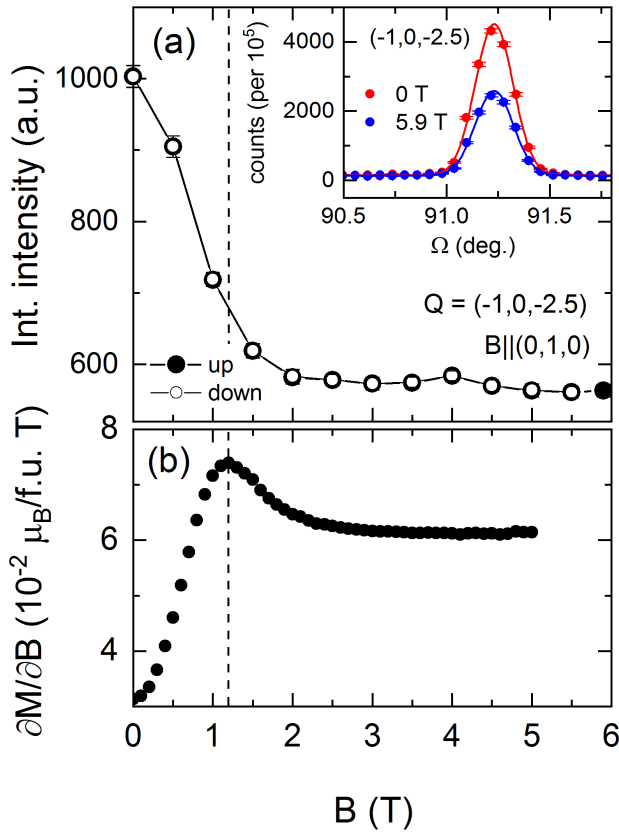 (a)
Int. intensity (a.u.)
1000
800
600
counts (per 10⁵)
4000
2000
0
(-1,0,-2.5)
0 T
5.9 T
90.5 91.0 91.5
Ω (deg.)
Q = (-1,0,-2.5)
B||(0,1,0)
up
down
(b)
∂M/∂B (10⁻² μ_B/f.u. T)
8
6
4
0 1 2 3 4 5 6
B (T)